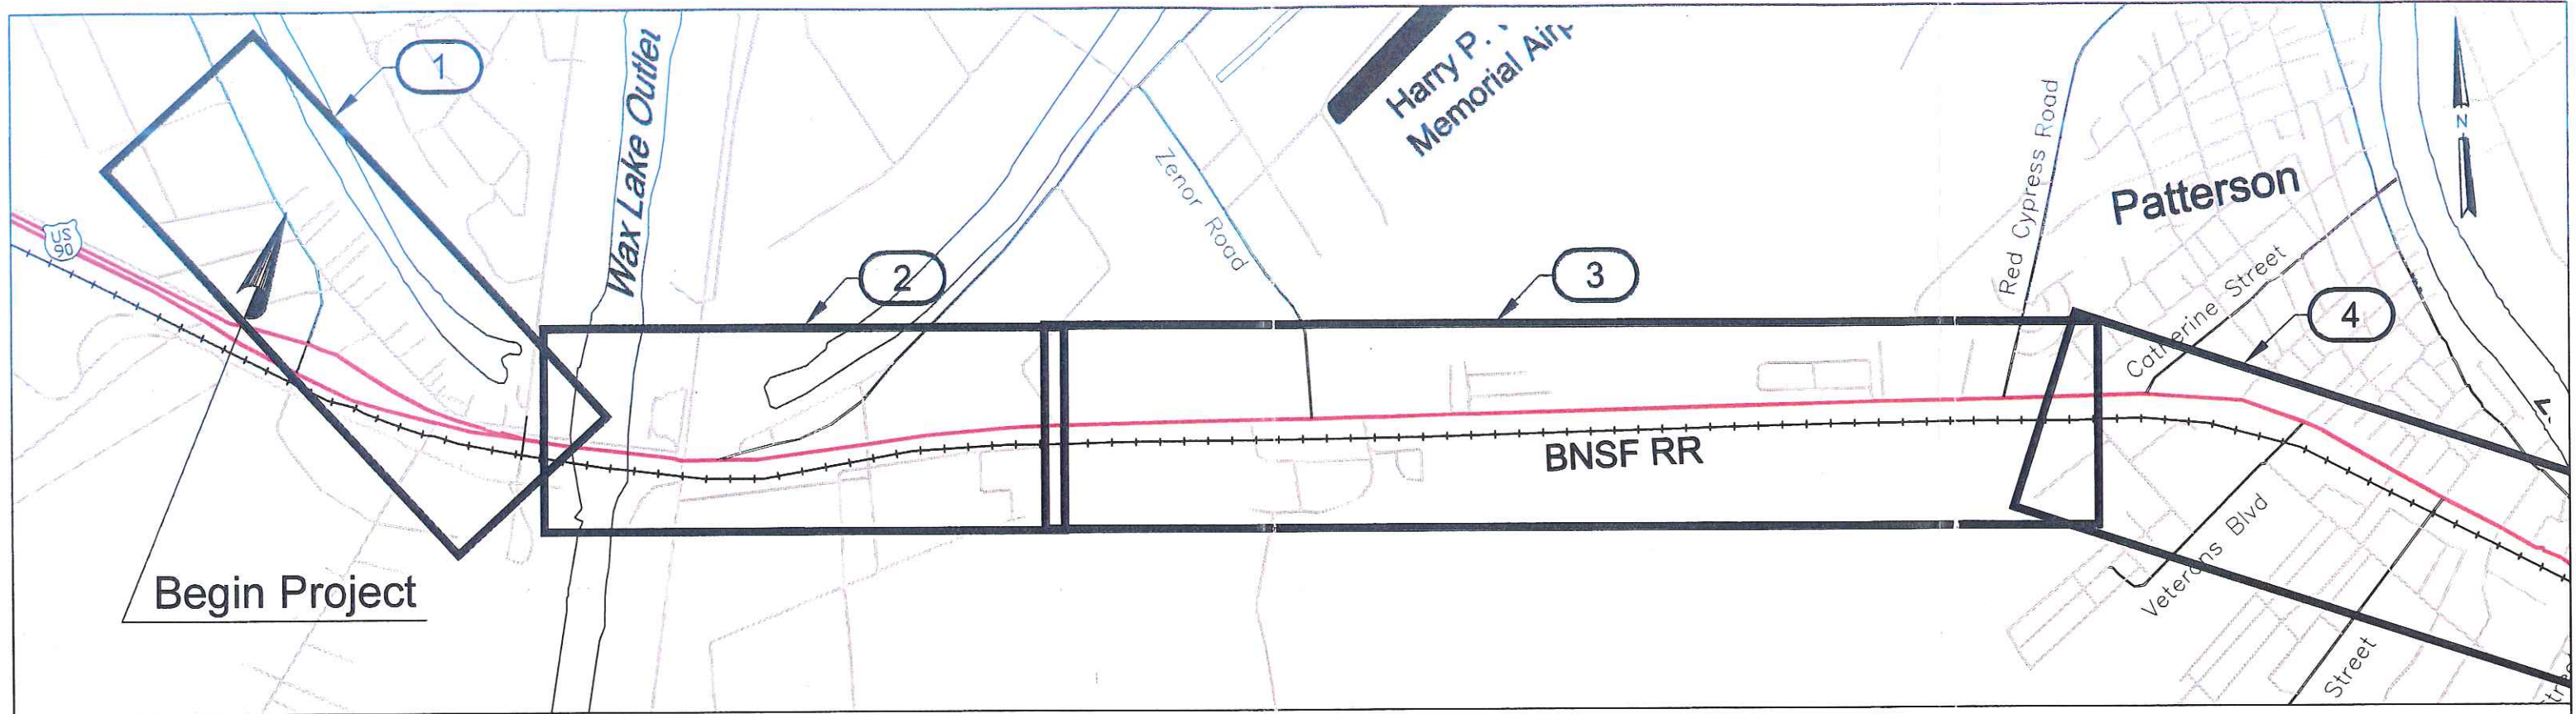 1
Wax Lake Outlet
Harry P.
Memorial
Zenor Road
Red Cypress Road
Patterson
N
US
90
2
3
Catherine Street
4
BNSF RR
Begin Project
Veterans Blvd
Street